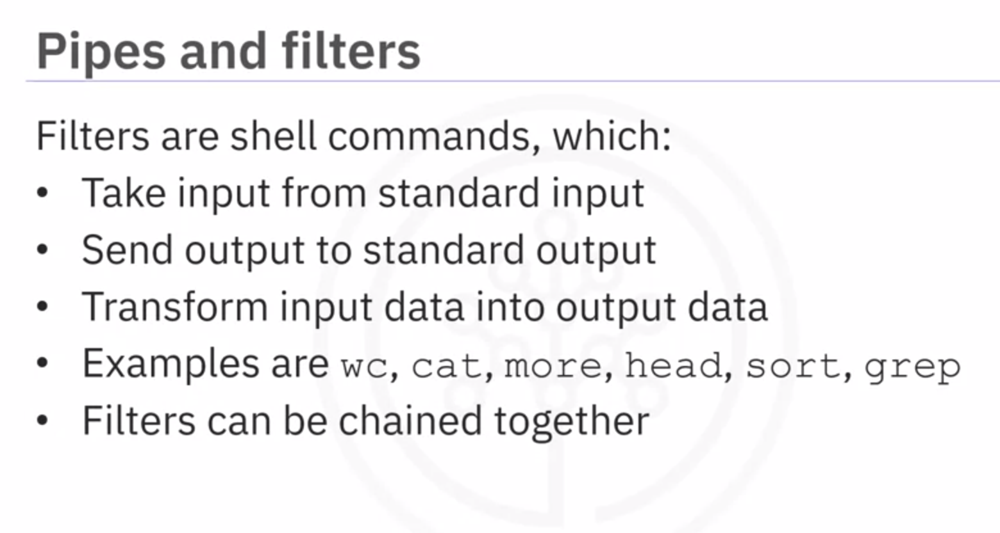 Pipes and filters
Filters are shell commands, which:
• Take input from standard input
• Send output to standard output
• Transform input data into output data
• Examples are wc, cat, more, head, sort, grep
• Filters can be chained together